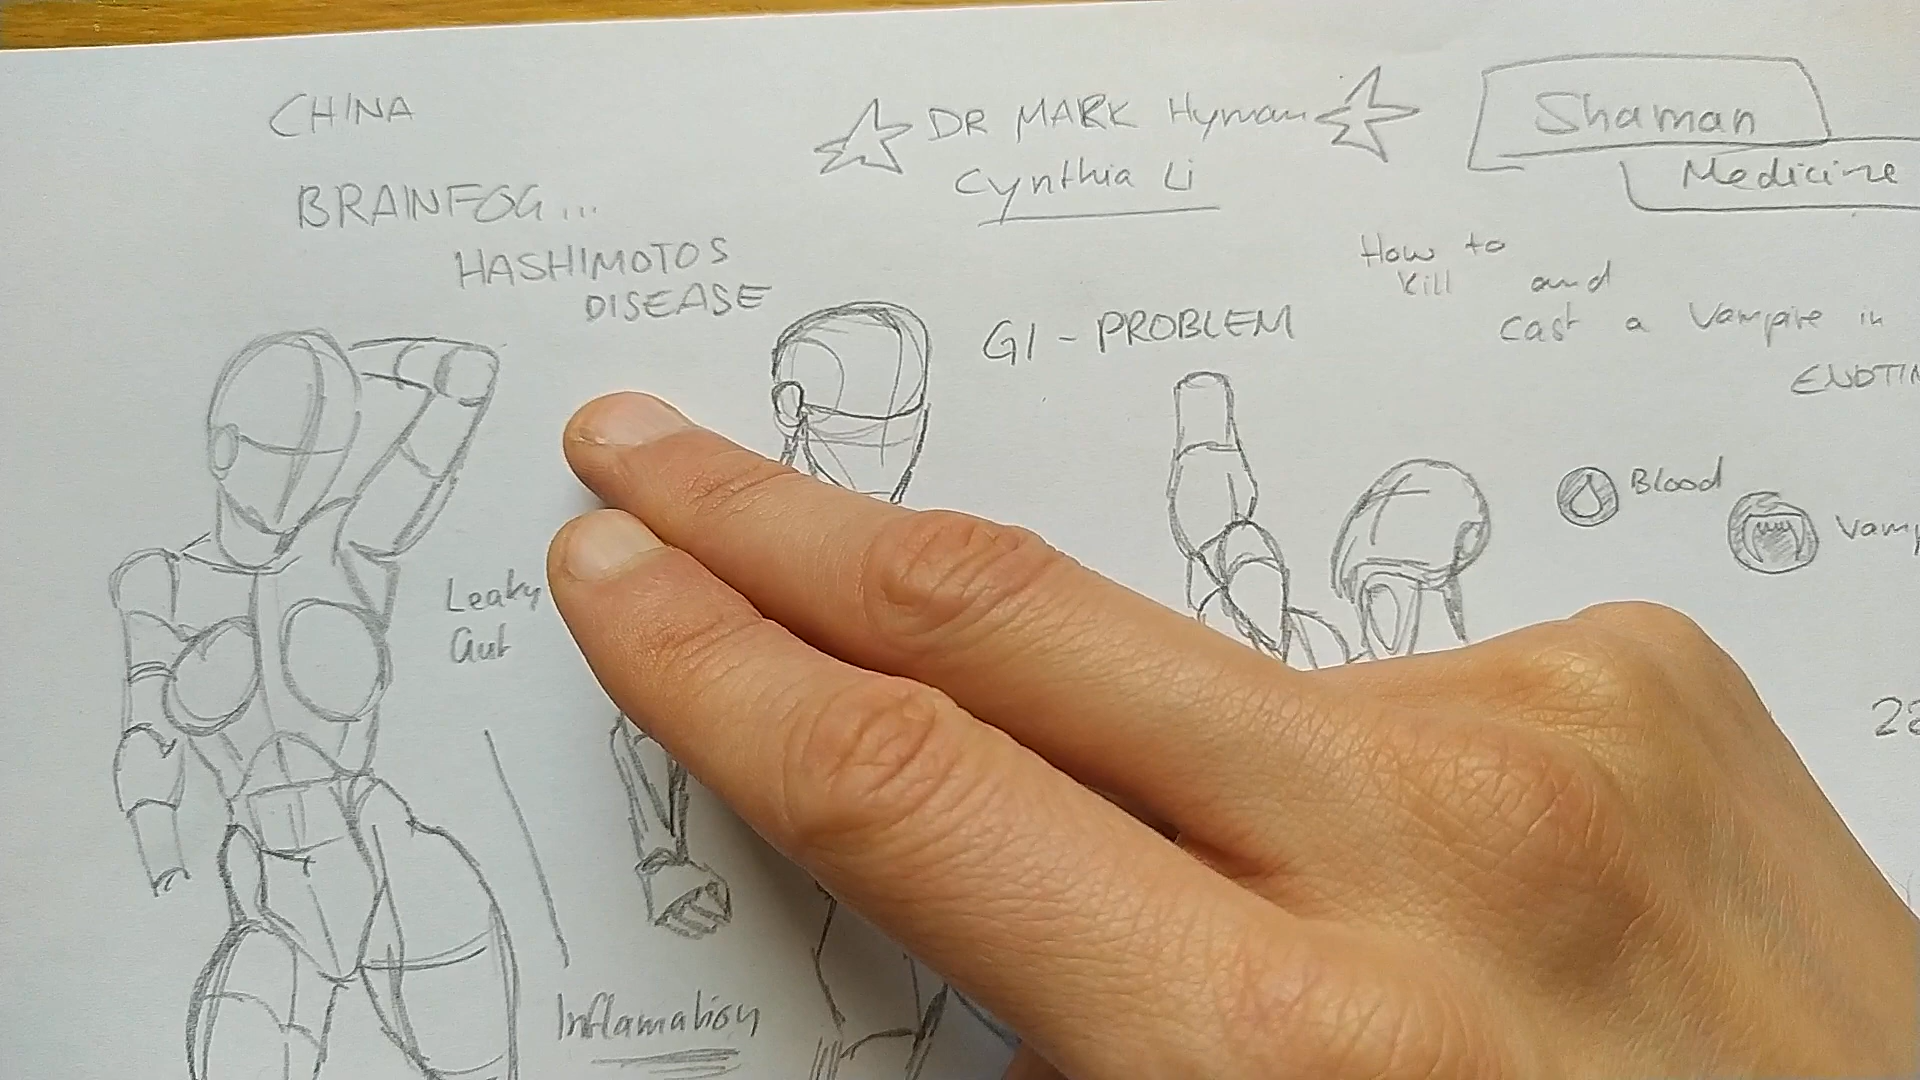 CHINA
BRAINFOG...
HASHIMOTOS
DISEASE
DR MARK Hyman
Cynthia Li
Shaman
Medicine
GI - PROBLEM
How to
Kill and
cast a Vampire in
Blood
Leaky
Gut
Inflamation